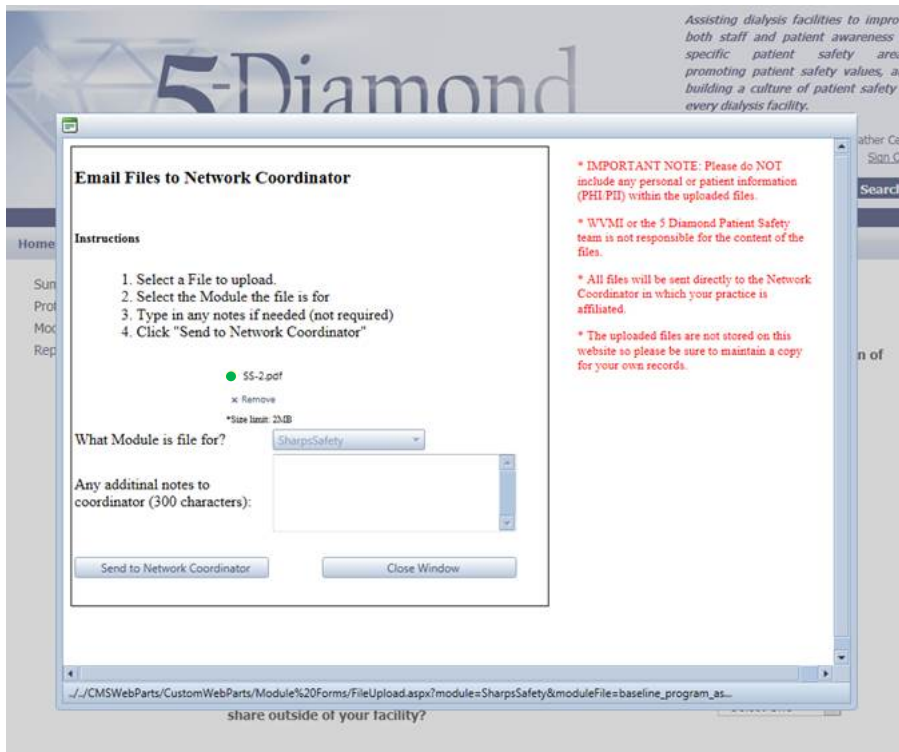 Assisting dialysis facilities to impro
both staff and patient awareness
specific patient safety area
promoting patient safety values, a
building a culture of patient safety
every dialysis facility.
5-Diamond
ather Ca
Sign O
Search
Home
Sun
Prof
Mod
Rep
n of
Email Files to Network Coordinator
Instructions
1. Select a File to upload.
2. Select the Module the file is for
3. Type in any notes if needed (not required)
4. Click "Send to Network Coordinator"
SS-2.pdf
x Remove
*Size limit: 2MB
What Module is file for?
SharpsSafety
Any additinal notes to
coordinator (300 characters):
Send to Network Coordinator
Close Window
* IMPORTANT NOTE: Please do NOT
include any personal or patient information
(PHI/PII) within the uploaded files.
* WVMI or the 5 Diamond Patient Safety
team is not responsible for the content of the
files.
* All files will be sent directly to the Network
Coordinator in which your practice is
affiliated.
* The uploaded files are not stored on this
website so please be sure to maintain a copy
for your own records.
../../CMSWebParts/CustomWebParts/Module%20Forms/FileUpload.aspx?module=SharpsSafety&moduleFile=baseline_program_as...
share outside of your facility?